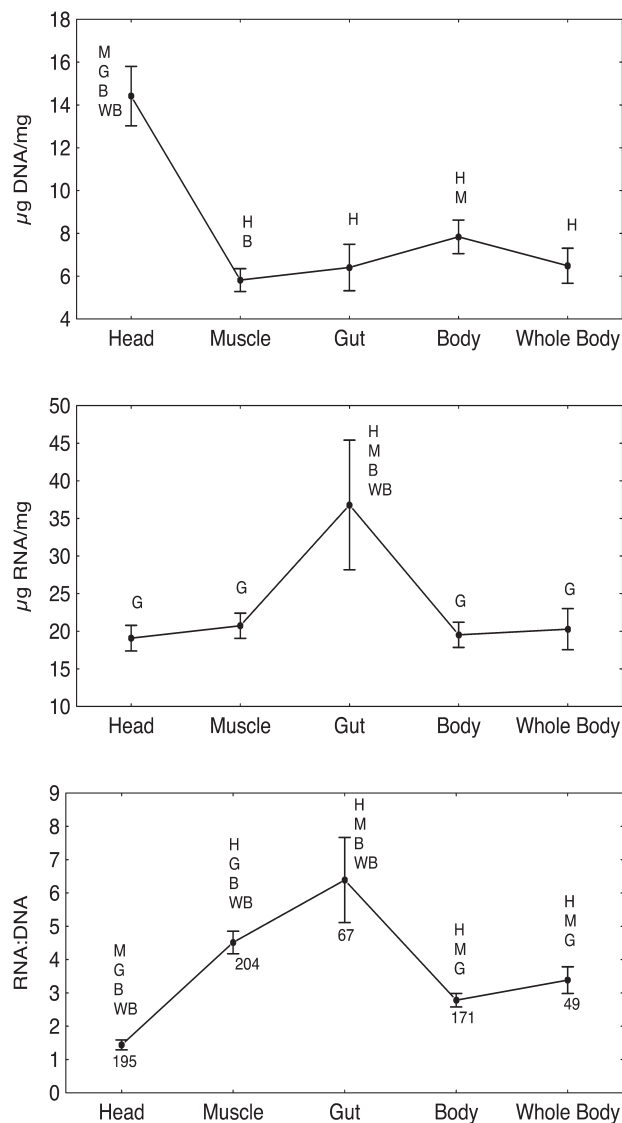 µg DNA/mg
18
16
14
12
10
8
6
4
M
G
B
WB
H
B
H
H
M
H
Head Muscle Gut Body Whole Body
µg RNA/mg
50
45
40
35
30
25
20
15
10
G
G
H
M
B
WB
G
G
Head Muscle Gut Body Whole Body
RNA:DNA
9
8
7
6
5
4
3
2
1
0
M
G
B
WB
195
H
G
B
WB
204
H
M
B
WB
67
H
M
G
171
H
M
G
49
Head Muscle Gut Body Whole Body